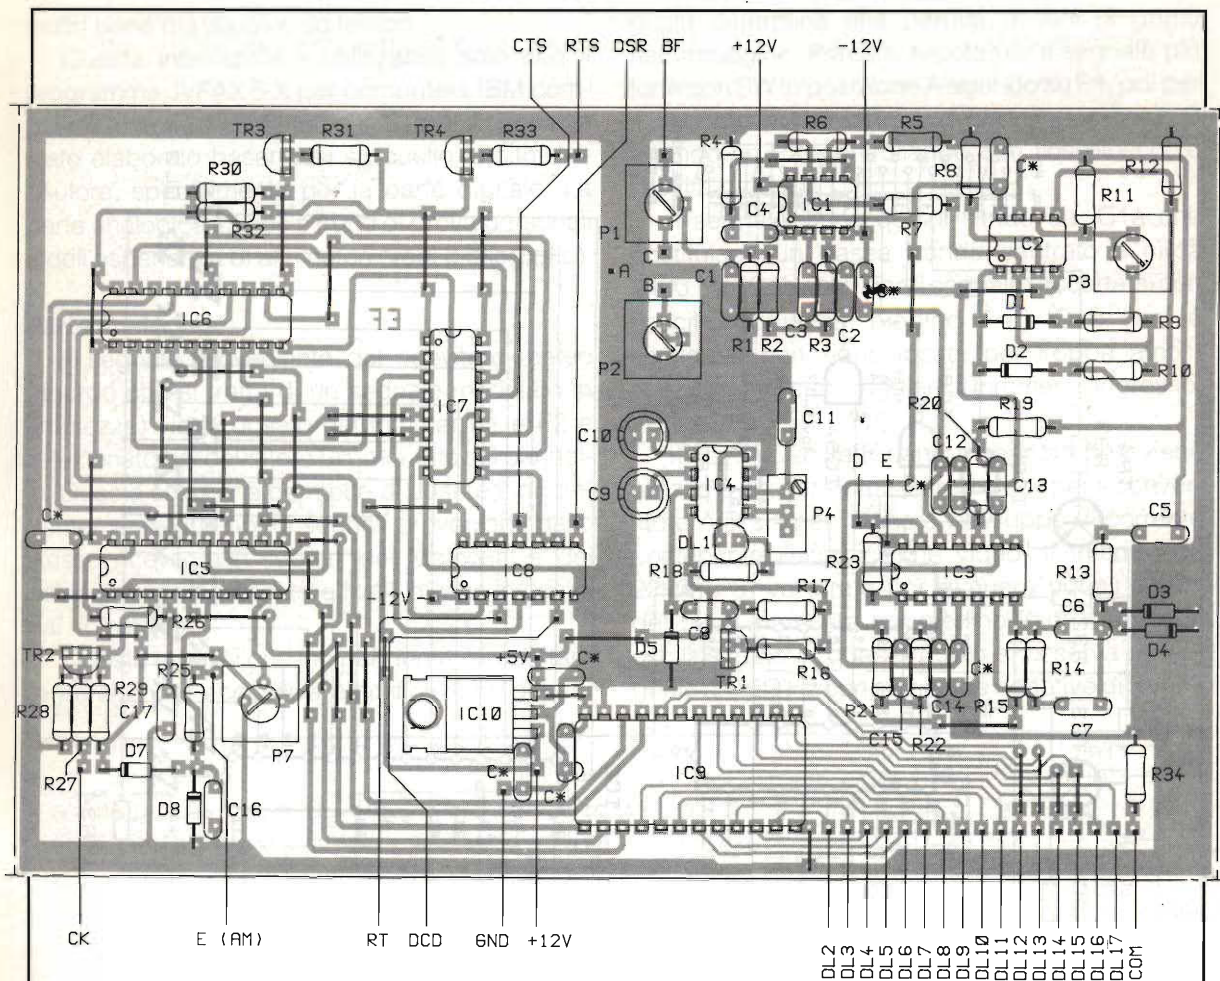 CTS RTS DSR BF +12V -12V
TR3 R31 TR4 R33 R4 R6 R5 C* R12
R30 R8 R11
R32 P1 C4 IC1 R7 IC2
C A C1 P3
B C*
IC6 D1
EF R1 R2 C3 R3 C2 R9
P2 D2 R10
IC7
R20 R19
C10 C11 C12
D E C* C13
C9 IC4 P4 C5
C*
DL1
IC5 IC8 R18 R23 IC3 R13
-12V R17 C6 D3
R26 C8
TR2 +5V C* D5 D4
R25 R16 C* R14
R29 TR1
R28 C17 IC10 R21 C14 R15
P7 C15 R22 C7
D7 IC9
R27 C* R34
D8 C16 C*
CK E (AM) RT DCD GND +12V
DL2
DL3
DL4
DL5
DL6
DL7
DL8
DL9
DL10
DL11
DL12
DL13
DL14
DL15
DL16
DL17
COM